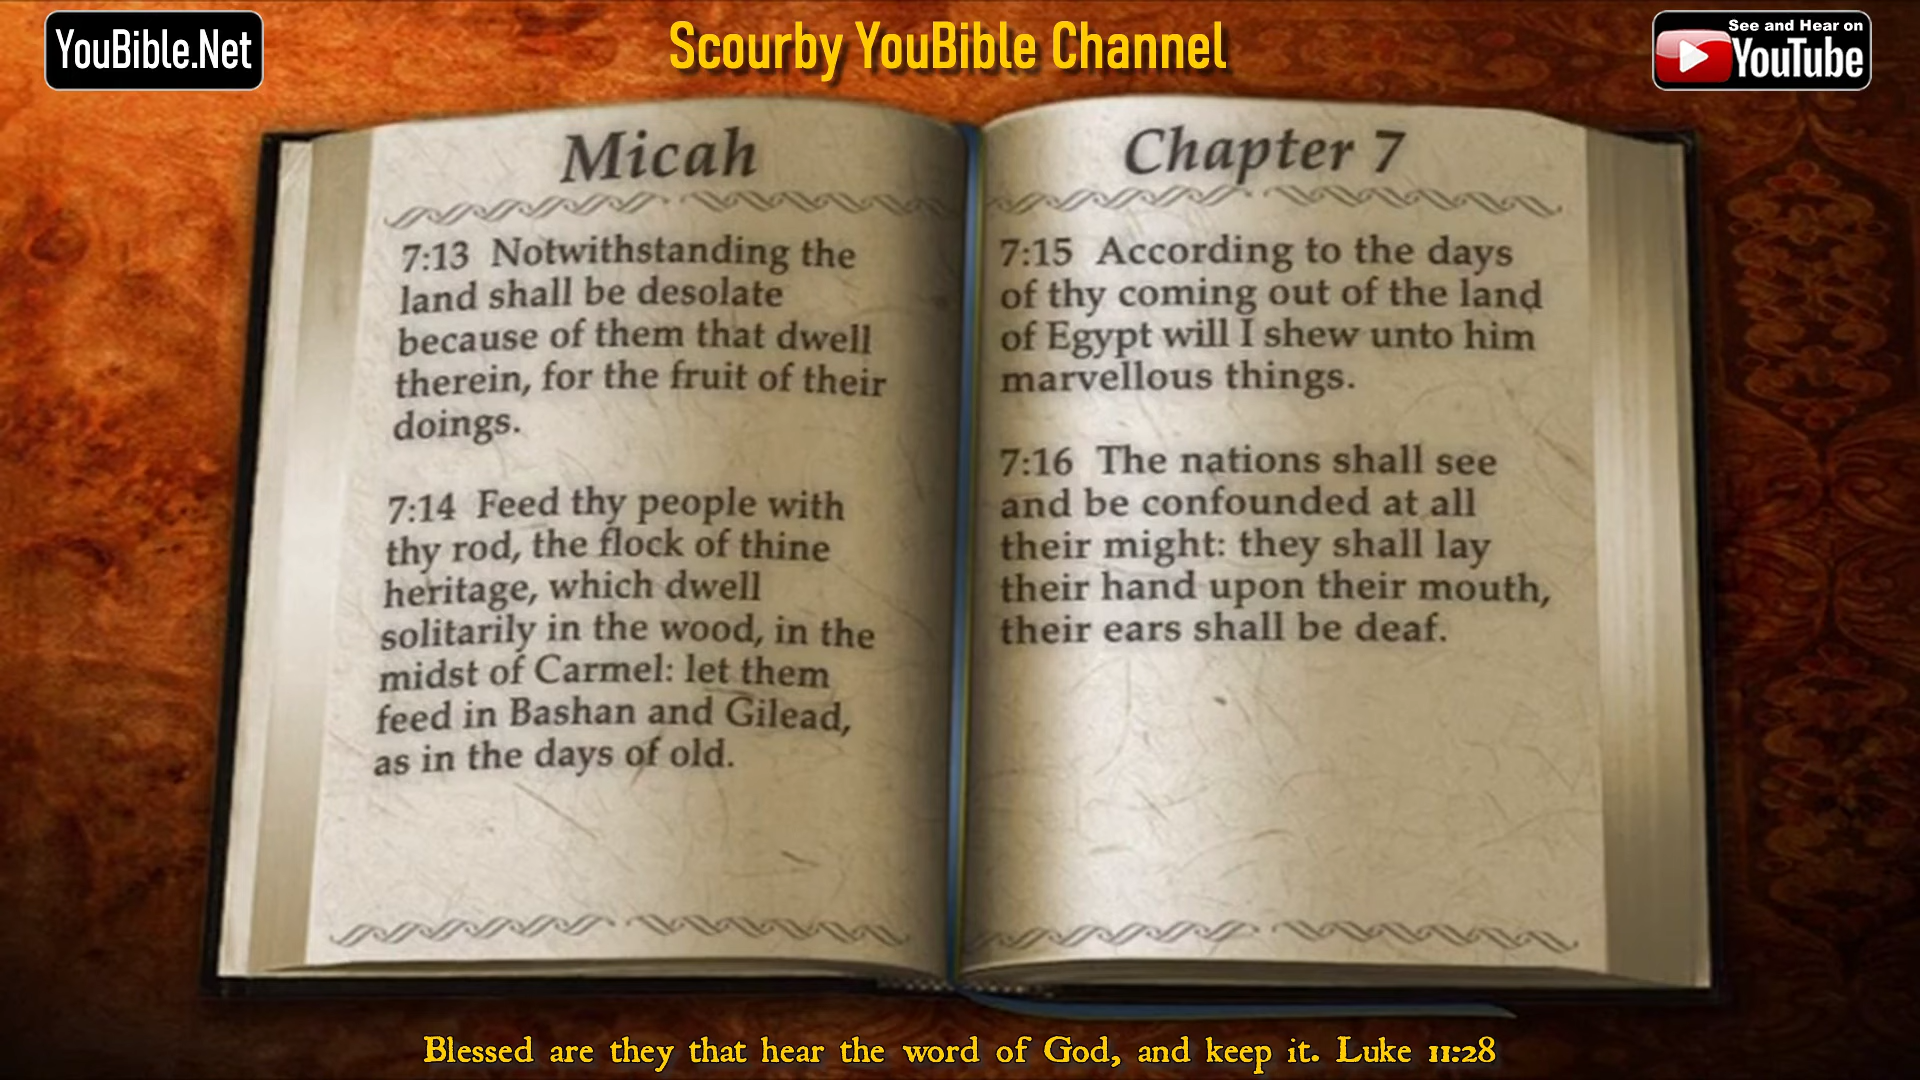 YouBible.Net
Scourby YouBible Channel
See and Hear on
YouTube
Micah
7:13 Notwithstanding the
land shall be desolate
because of them that dwell
therein, for the fruit of their
doings.
7:14 Feed thy people with
thy rod, the flock of thine
heritage, which dwell
solitarily in the wood, in the
midst of Carmel: let them
feed in Bashan and Gilead,
as in the days of old.
Chapter 7
7:15 According to the days
of thy coming out of the land
of Egypt will I shew unto him
marvellous things.
7:16 The nations shall see
and be confounded at all
their might: they shall lay
their hand upon their mouth,
their ears shall be deaf.
Blessed are they that hear the word of God, and keep it. Luke 11:28